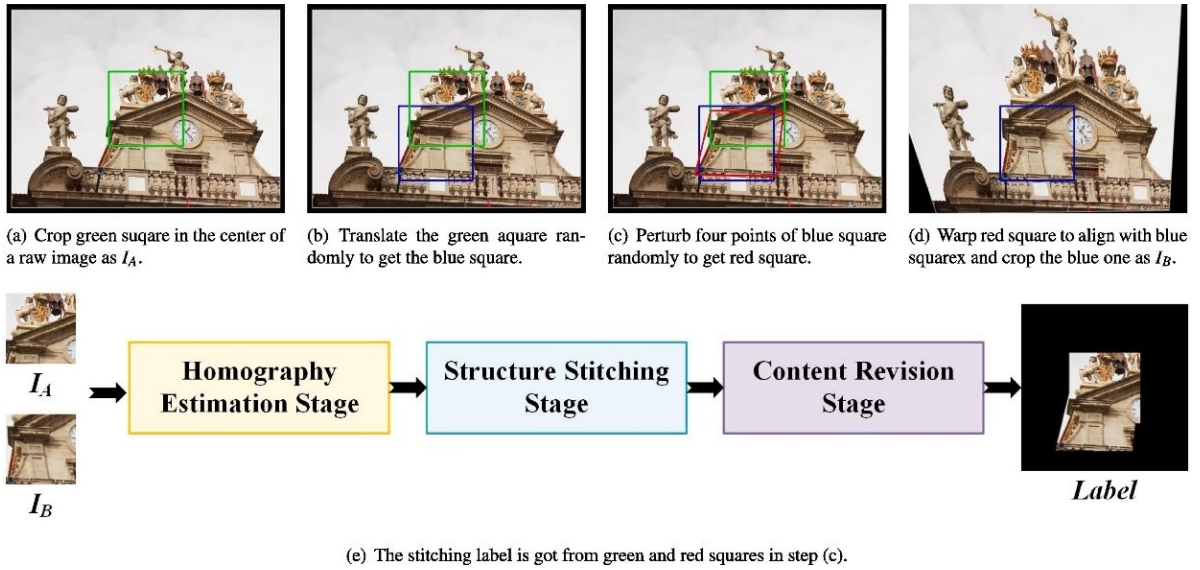 (a) Crop green suqare in the center of
a raw image as I_A.
(b) Translate the green aquare ran-
domly to get the blue square.
(c) Perturb four points of blue square
randomly to get red square.
(d) Warp red square to align with blue
squarex and crop the blue one as I_B.
I_A
I_B
Homography
Estimation Stage
Structure Stitching
Stage
Content Revision
Stage
Label
(e) The stitching label is got from green and red squares in step (c).